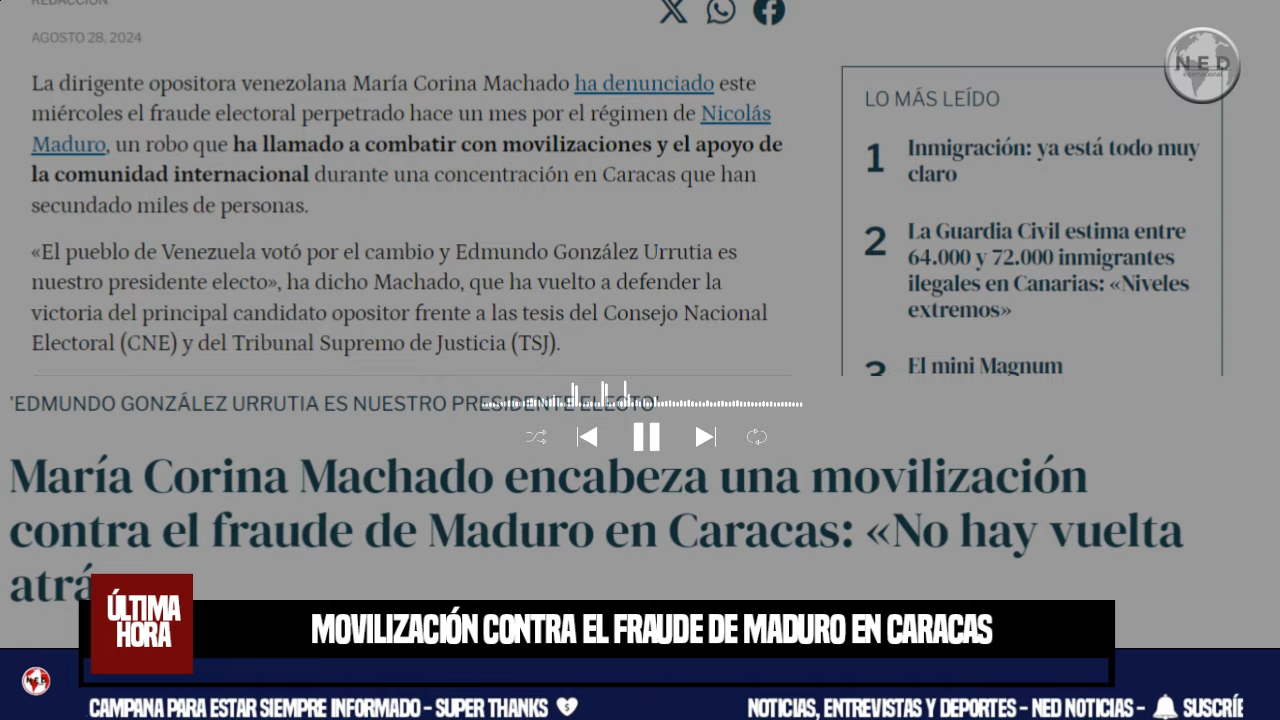 REDACCIÓN
AGOSTO 28, 2024
La dirigente opositora venezolana María Corina Machado ha denunciado este
miércoles el fraude electoral perpetrado hace un mes por el régimen de Nicolás
Maduro, un robo que ha llamado a combatir con movilizaciones y el apoyo de
la comunidad internacional durante una concentración en Caracas que han
secundado miles de personas.
«El pueblo de Venezuela votó por el cambio y Edmundo González Urrutia es
nuestro presidente electo», ha dicho Machado, que ha vuelto a defender la
victoria del principal candidato opositor frente a las tesis del Consejo Nacional
Electoral (CNE) y del Tribunal Supremo de Justicia (TSJ).
NED
LO MÁS LEÍDO
1 Inmigración: ya está todo muy
claro
2 La Guardia Civil estima entre
64.000 y 72.000 inmigrantes
ilegales en Canarias: «Niveles
extremos»
3 El mini Magnum
'EDMUNDO GONZÁLEZ URRUTIA ES NUESTRO PRESIDENTE ELECTO'
María Corina Machado encabeza una movilización
contra el fraude de Maduro en Caracas: «No hay vuelta
atrá
ÚLTIMA
HORA
MOVILIZACIÓN CONTRA EL FRAUDE DE MADURO EN CARACAS
NED
CAMPANA PARA ESTAR SIEMPRE INFORMADO - SUPER THANKS
NOTICIAS, ENTREVISTAS Y DEPORTES - NED NOTICIAS - SUSCRÍE